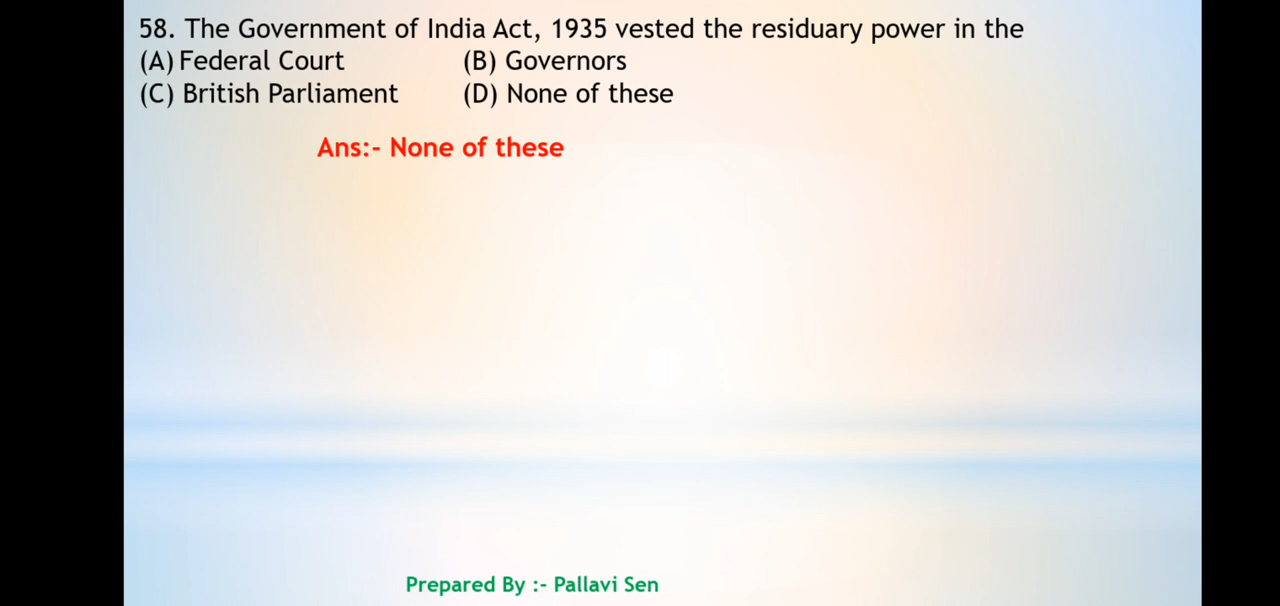 58. The Government of India Act, 1935 vested the residuary power in the
(A) Federal Court (B) Governors
(C) British Parliament (D) None of these
Ans:- None of these
Prepared By :- Pallavi Sen